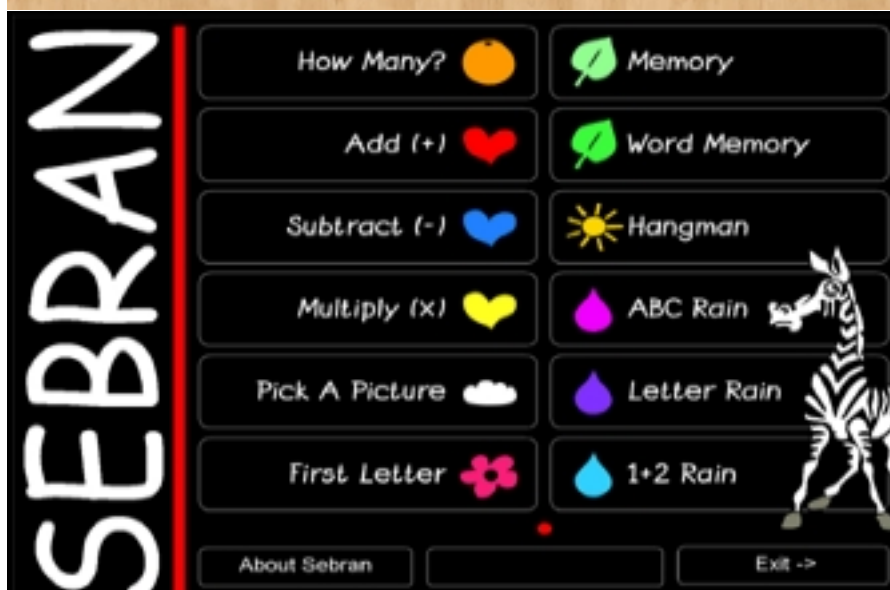 SEBRAN
How Many?
Memory
Add (+)
Word Memory
Subtract (-)
Hangman
Multiply (x)
ABC Rain
Pick A Picture
Letter Rain
First Letter
1+2 Rain
About Sebran
Exit ->